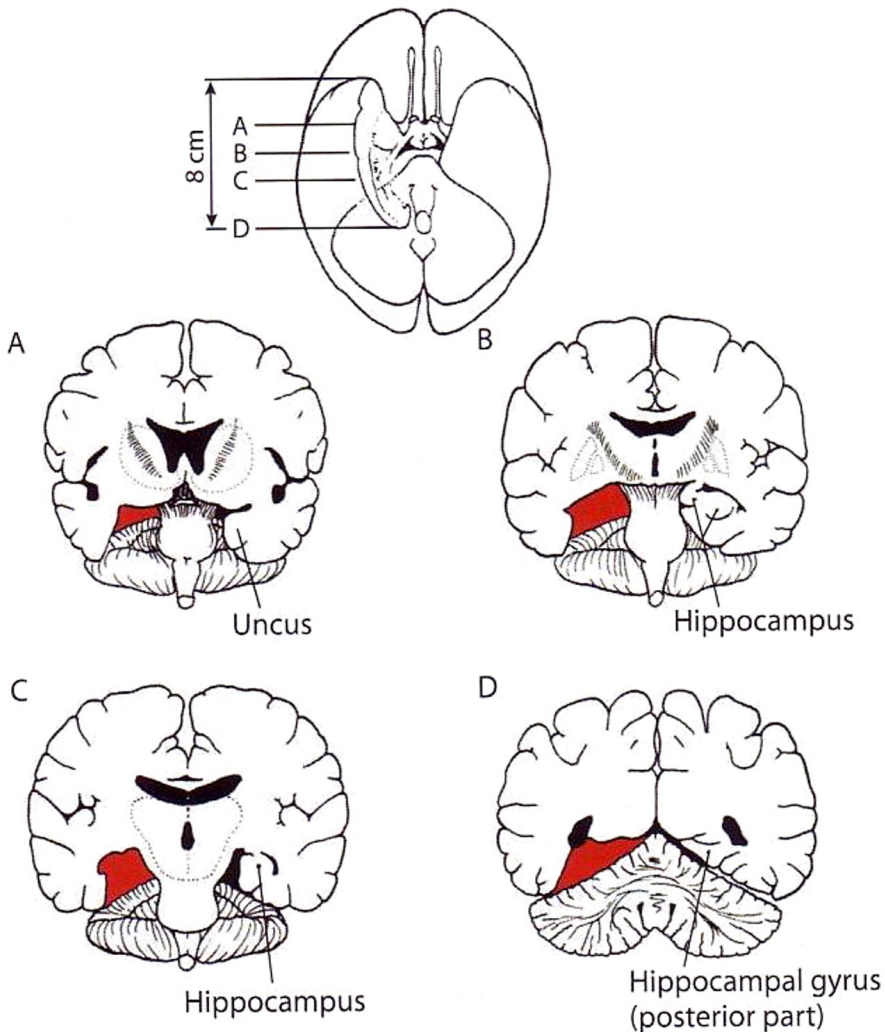 8 cm
A
B
C
D
A
B
Uncus
Hippocampus
C
D
Hippocampus
Hippocampal gyrus
(posterior part)